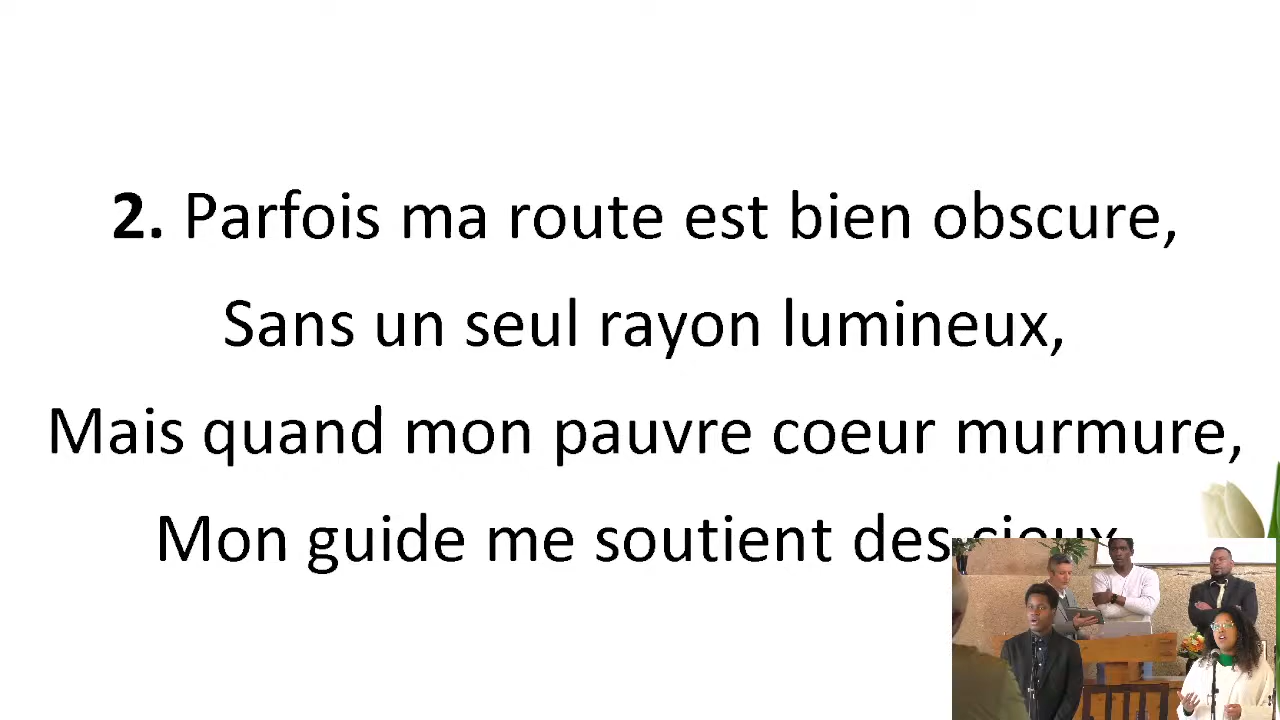 2. Parfois ma route est bien obscure,
Sans un seul rayon lumineux,
Mais quand mon pauvre coeur murmure,
Mon guide me soutient des cieux